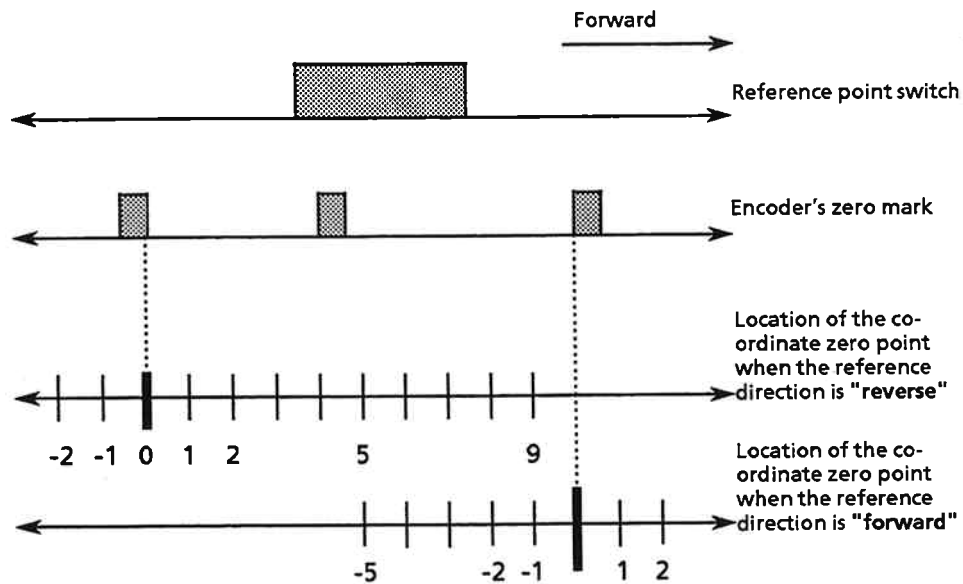 Forward
Reference point switch
Encoder's zero mark
Location of the co-
ordinate zero point
when the reference
direction is "reverse"
-2 -1 0 1 2 5 9
Location of the co-
ordinate zero point
when the reference
direction is "forward"
-5 -2 -1 1 2